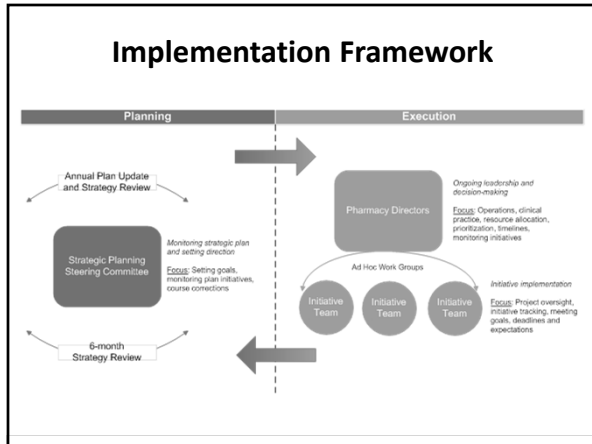 Implementation Framework
Planning
Execution
Annual Plan Update
and Strategy Review
Strategic Planning
Steering Committee
Monitoring strategic plan
and setting direction
Focus: Setting goals,
monitoring plan initiatives,
course corrections
6-month
Strategy Review
Pharmacy Directors
Ongoing leadership and
decision-making
Focus: Operations, clinical
practice, resource allocation,
prioritization, timelines,
monitoring initiatives
Ad Hoc Work Groups
Initiative
Team
Initiative
Team
Initiative
Team
Initiative implementation
Focus: Project oversight,
initiative tracking, meeting
goals, deadlines and
expectations